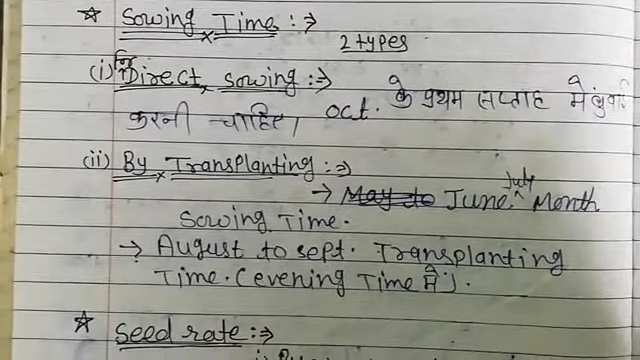 ☆ Sowing Time :⇒
2 types
(i) Direct sowing :⇒
Oct. के प्रथम सप्ताह में
करनी चाहिए।
(ii) By Transplanting :⇒
→ May to June, July Month
Sowing Time.
→ August to sept. Transplanting
Time. (evening Time में).
☆ Seed rate :⇒